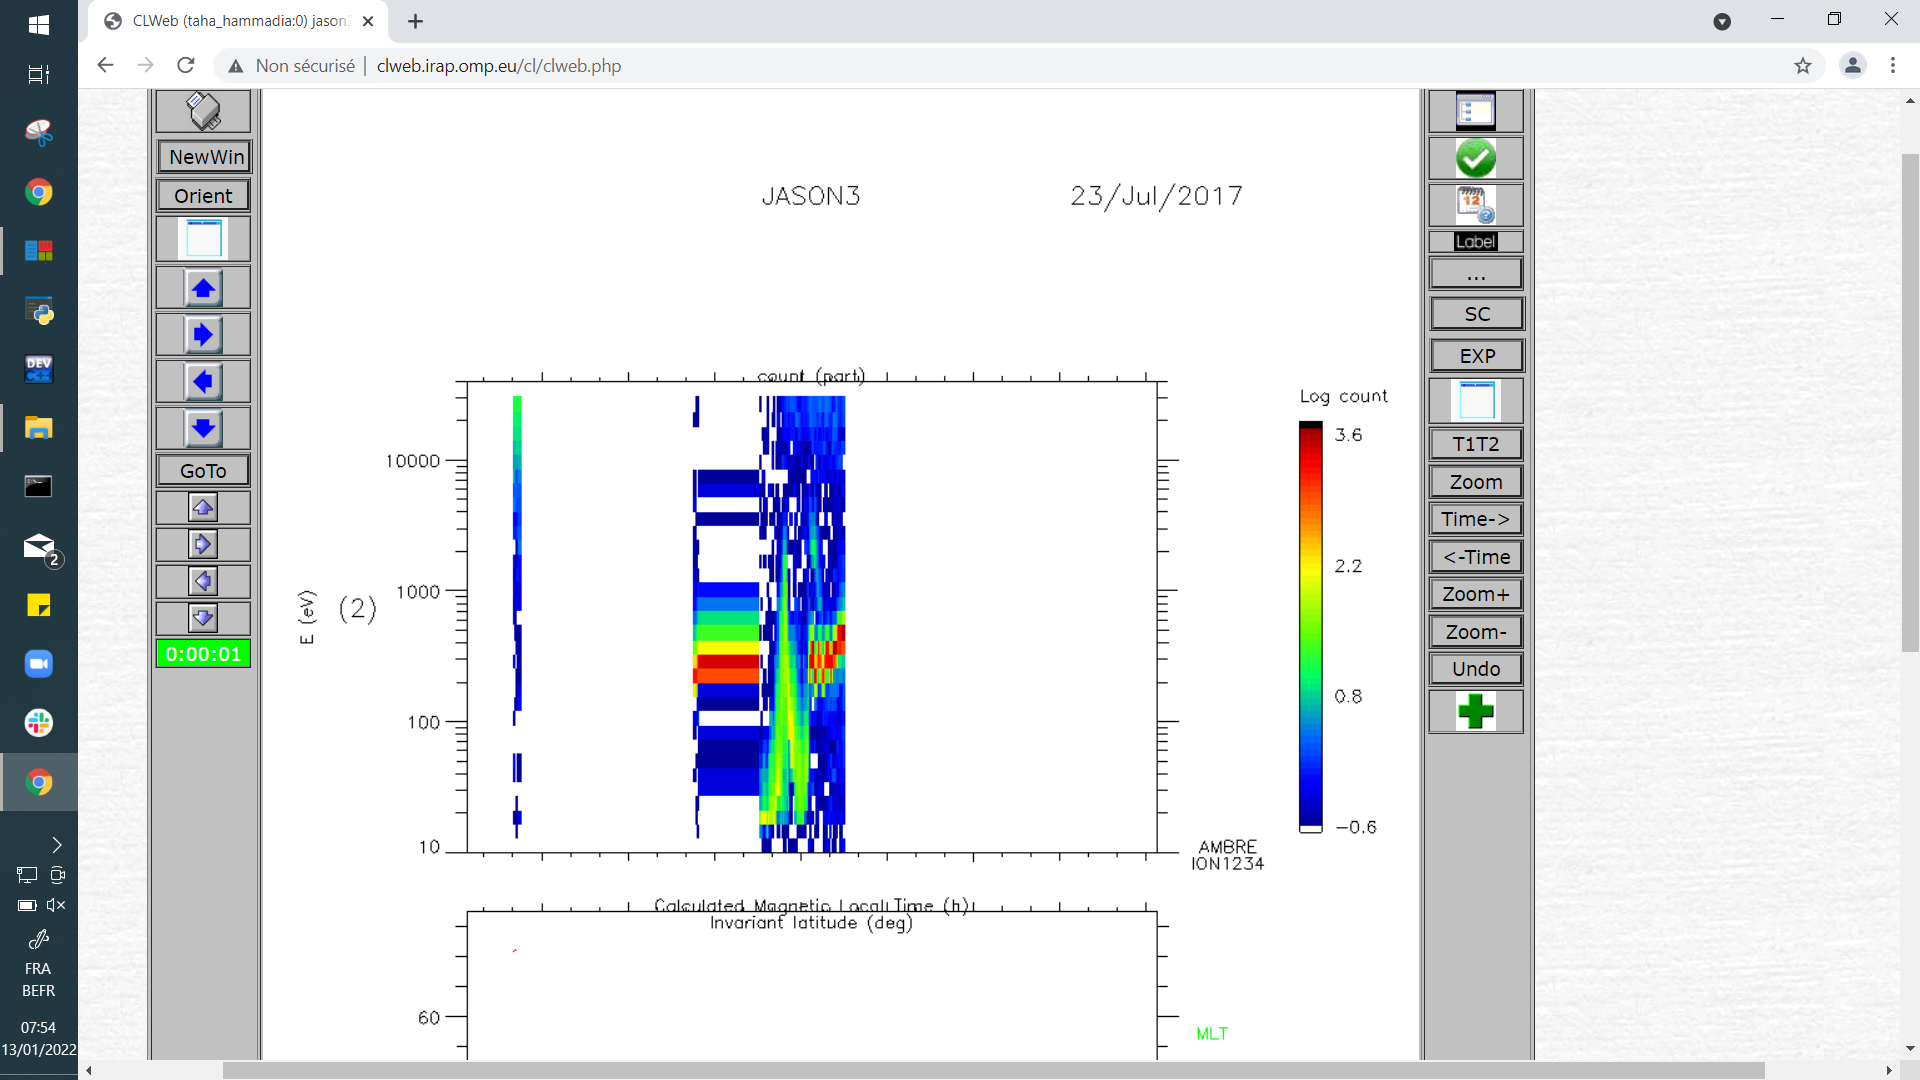 CLWeb (taha_hammadia:0) jason3
Non sécurisé
clweb.irap.omp.eu/cl/clweb.php
NewWin
Orient
GoTo
0:00:01
JASON3
23/Jul/2017
count (part)
10000
1000
100
10
E (eV)
(2)
Log count
3.6
2.2
0.8
−0.6
AMBRE
ION1234
Calculated Magnetic Local Time (h)
Invariant latitude (deg)
60
MLT
12
Label
...
SC
EXP
T1T2
Zoom
Time->
<-Time
Zoom+
Zoom-
Undo
DEV
C++
2
FRA
BEFR
07:54
13/01/2022